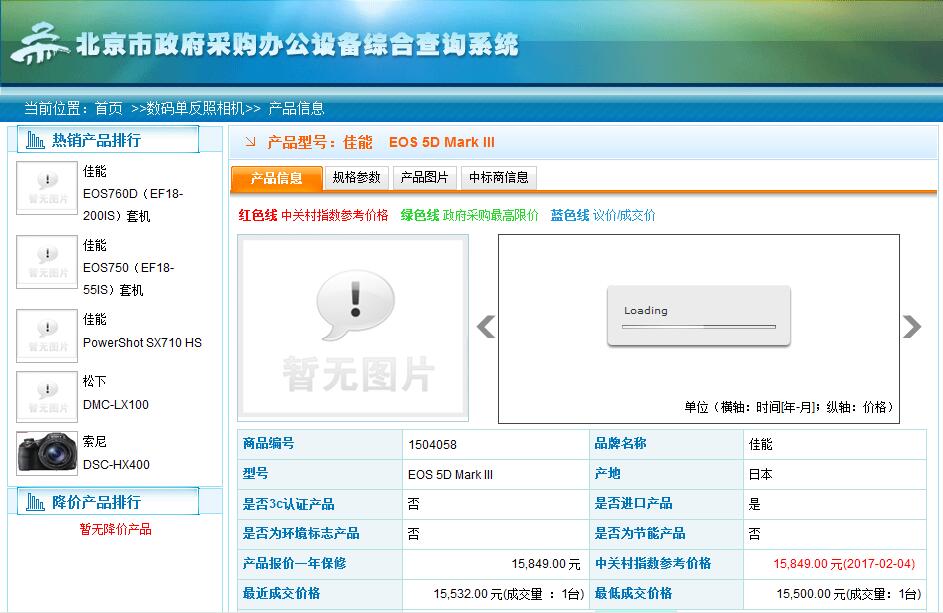 北京市政府采购办公设备综合查询系统
当前位置：首页 >>数码单反照相机>> 产品信息
热销产品排行
暂无图片
佳能
EOS760D（EF18-
200IS）套机
暂无图片
佳能
EOS750（EF18-
55IS）套机
暂无图片
佳能
PowerShot SX710 HS
暂无图片
松下
DMC-LX100
索尼
DSC-HX400
降价产品排行
暂无降价产品
产品型号：佳能 EOS 5D Mark III
产品信息 规格参数 产品图片 中标商信息
红色线 中关村指数参考价格 绿色线 政府采购最高限价 蓝色线 议价/成交价
暂无图片
Loading
单位（横轴：时间[年-月]；纵轴：价格）
商品编号 1504058 品牌名称 佳能
型号 EOS 5D Mark III 产地 日本
是否3c认证产品 否 是否进口产品 是
是否为环境标志产品 否 是否为节能产品 否
产品报价一年保修 15,849.00 元 中关村指数参考价格 15,849.00 元(2017-02-04)
最近成交价格 15,532.00 元(成交量 ：1台) 最低成交价格 15,500.00 元(成交量：1台)